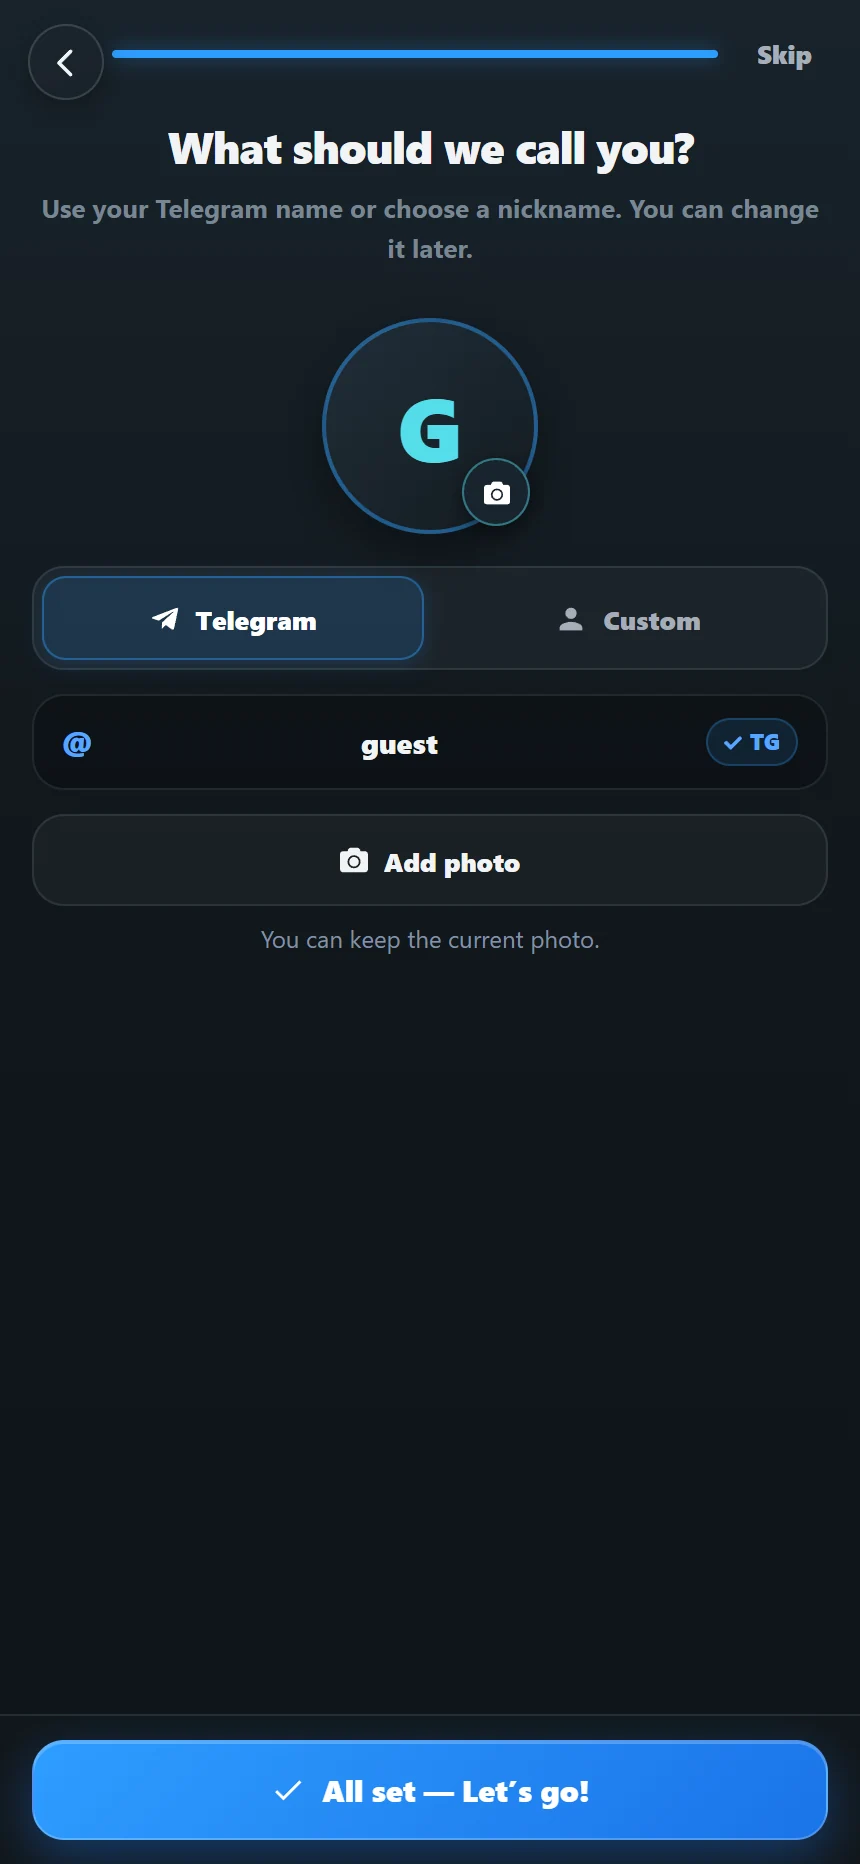 Skip
What should we call you?
Use your Telegram name or choose a nickname. You can change
it later.
G
Telegram
Custom
@ guest ✓ TG
Add photo
You can keep the current photo.
✓ All set — Let's go!